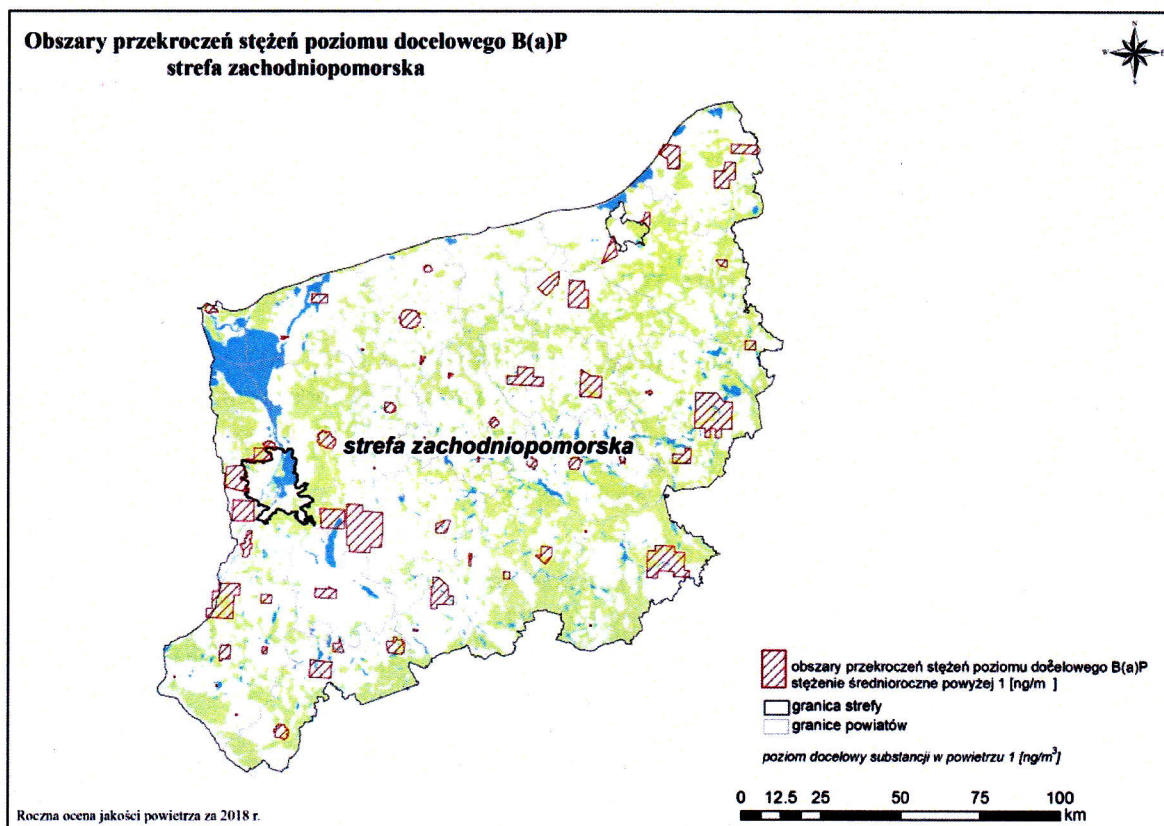 Obszary przekroczeń stężeń poziomu docelowego B(a)P
strefa zachodniopomorska
N
W
E
S
strefa zachodniopomorska
obszary przekroczeń stężeń poziomu docelowego B(a)P
stężenie średnioroczne powyżej 1 [ng/m³]
granica strefy
granice powiatów
poziom docelowy substancji w powietrzu 1 [ng/m³]
0 12.5 25 50 75 100
km
Roczna ocena jakości powietrza za 2018 r.